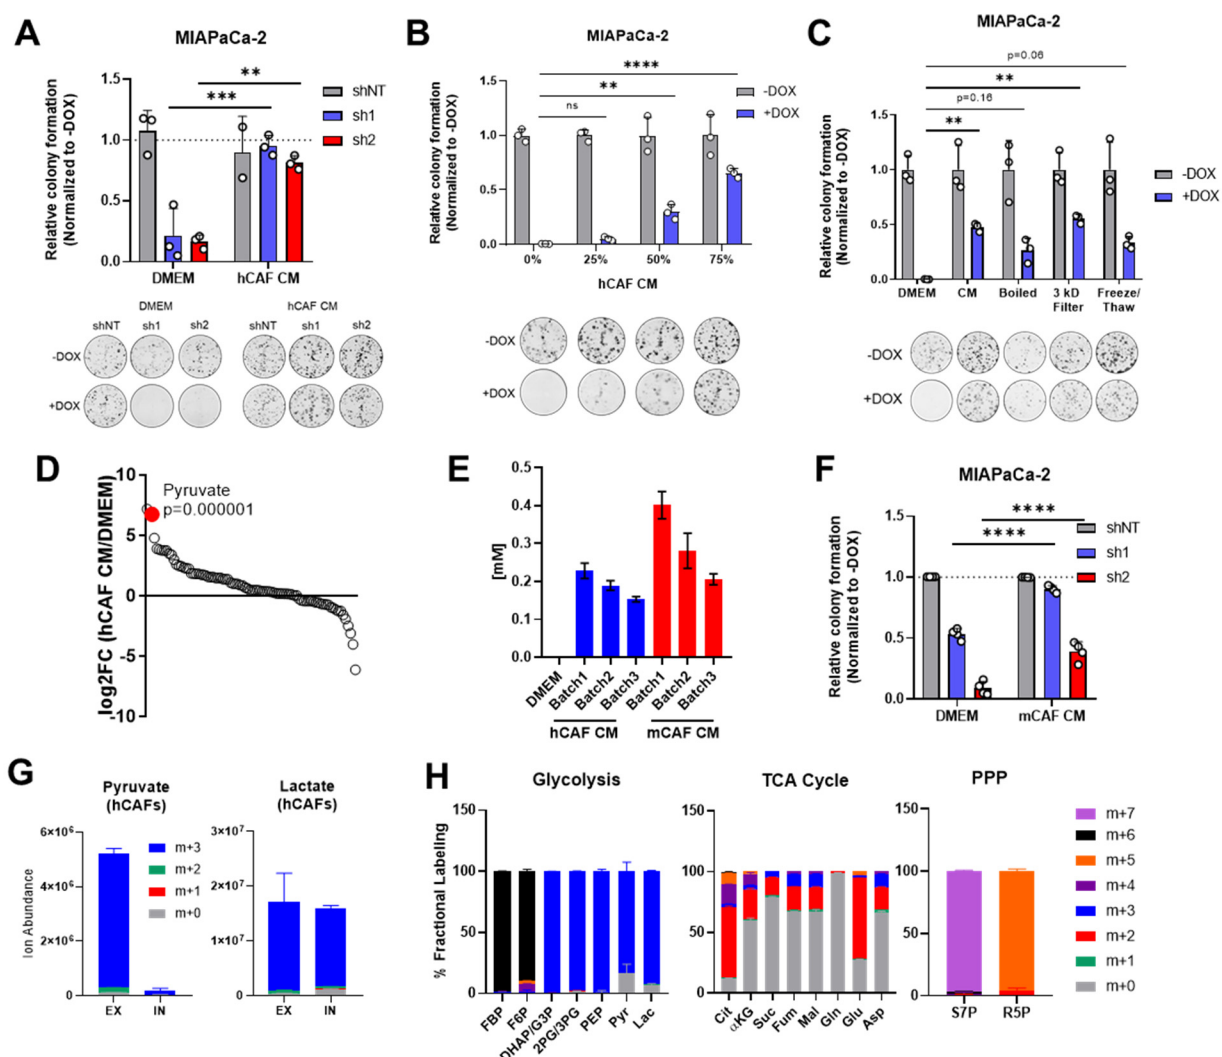 A
MIAPaCa-2
Relative colony formation
(Normalized to -DOX)
1.5
1.0
0.5
0.0
**
***
shNT
sh1
sh2
DMEM
hCAF CM
DMEM
hCAF CM
shNT
sh1
sh2
shNT
sh1
sh2
-DOX
+DOX
B
MIAPaCa-2
Relative colony formation
(Normalized to -DOX)
1.5
1.0
0.5
0.0
****
**
ns
-DOX
+DOX
0%
25%
50%
75%
hCAF CM
-DOX
+DOX
C
MIAPaCa-2
Relative colony formation
(Normalized to -DOX)
1.5
1.0
0.5
0.0
p=0.06
**
p=0.16
**
-DOX
+DOX
DMEM
CM
Boiled
3 kD
Filter
Freeze/
Thaw
-DOX
+DOX
D
log2FC (hCAF CM/DMEM)
10
5
0
-5
-10
Pyruvate
p=0.000001
E
[mM]
0.5
0.4
0.3
0.2
0.1
0.0
DMEM
Batch1
Batch2
Batch3
Batch1
Batch2
Batch3
hCAF CM
mCAF CM
F
MIAPaCa-2
Relative colony formation
(Normalized to -DOX)
1.5
1.0
0.5
0.0
****
****
shNT
sh1
sh2
DMEM
mCAF CM
G
Pyruvate
(hCAFs)
Ion Abundance
6×10⁶
4×10⁶
2×10⁶
0
EX
IN
m+3
m+2
m+1
m+0
Lactate
(hCAFs)
3×10⁷
2×10⁷
1×10⁷
0
EX
IN
H
Glycolysis
% Fractional Labeling
150
100
50
0
FBP
F6P
DHAP/G3P
2PG/3PG
PEP
Pyr
Lac
TCA Cycle
150
100
50
0
Cit
αKG
Suc
Fum
Mal
Gln
Glu
Asp
PPP
150
100
50
0
S7P
R5P
m+7
m+6
m+5
m+4
m+3
m+2
m+1
m+0